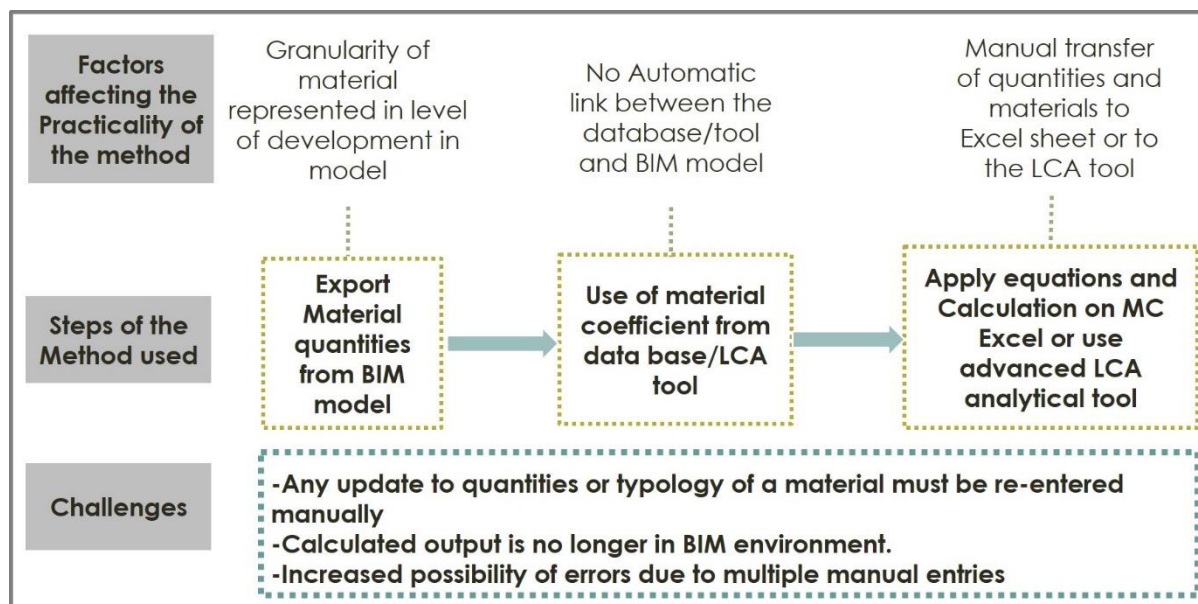 Factors
affecting the
Practicality of
the method
Granularity of
material
represented in level
of development in
model
No Automatic
link between the
database/tool
and BIM model
Manual transfer
of quantities and
materials to
Excel sheet or to
the LCA tool
Steps of the
Method used
Export
Material
quantities
from BIM
model
Use of material
coefficient from
data base/LCA
tool
Apply equations and
Calculation on MC
Excel or use
advanced LCA
analytical tool
Challenges
-Any update to quantities or typology of a material must be re-entered
manually
-Calculated output is no longer in BIM environment.
-Increased possibility of errors due to multiple manual entries